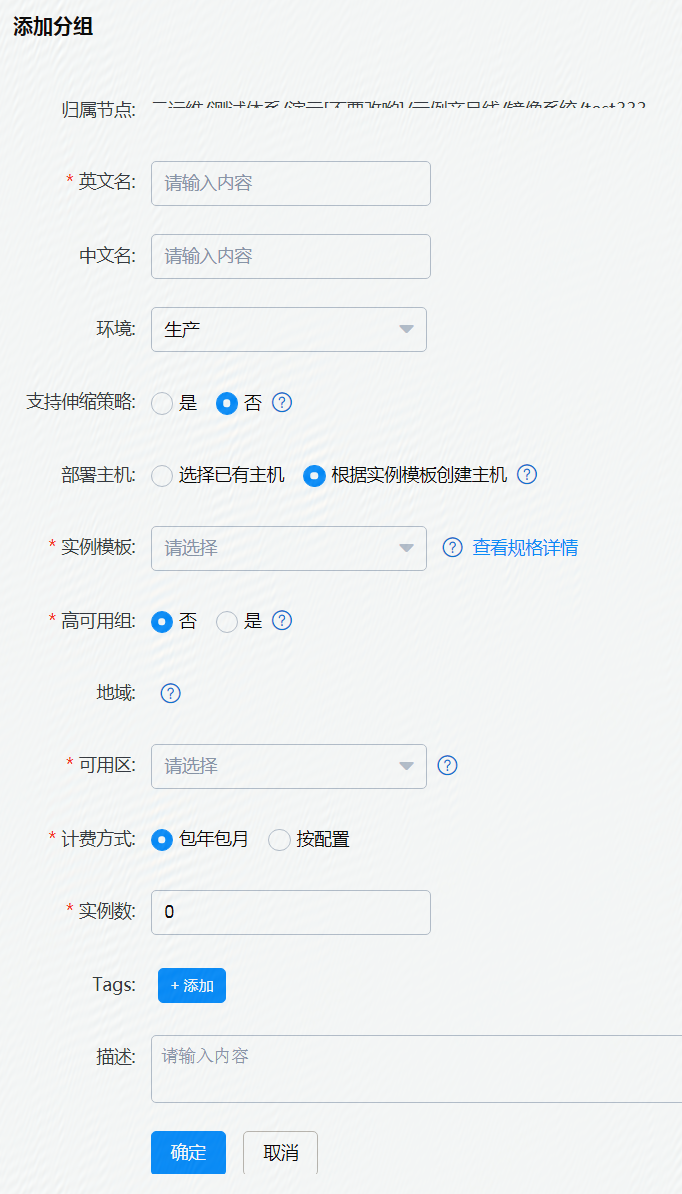 添加分组
归属节点:
* 英文名: 请输入内容
中文名: 请输入内容
环境: 生产
支持伸缩策略: 是 否 ?
部署主机: 选择已有主机 根据实例模板创建主机 ?
* 实例模板: 请选择 ? 查看规格详情
* 高可用组: 否 是 ?
地域: ?
* 可用区: 请选择 ?
* 计费方式: 包年包月 按配置
* 实例数: 0
Tags: + 添加
描述: 请输入内容
确定 取消